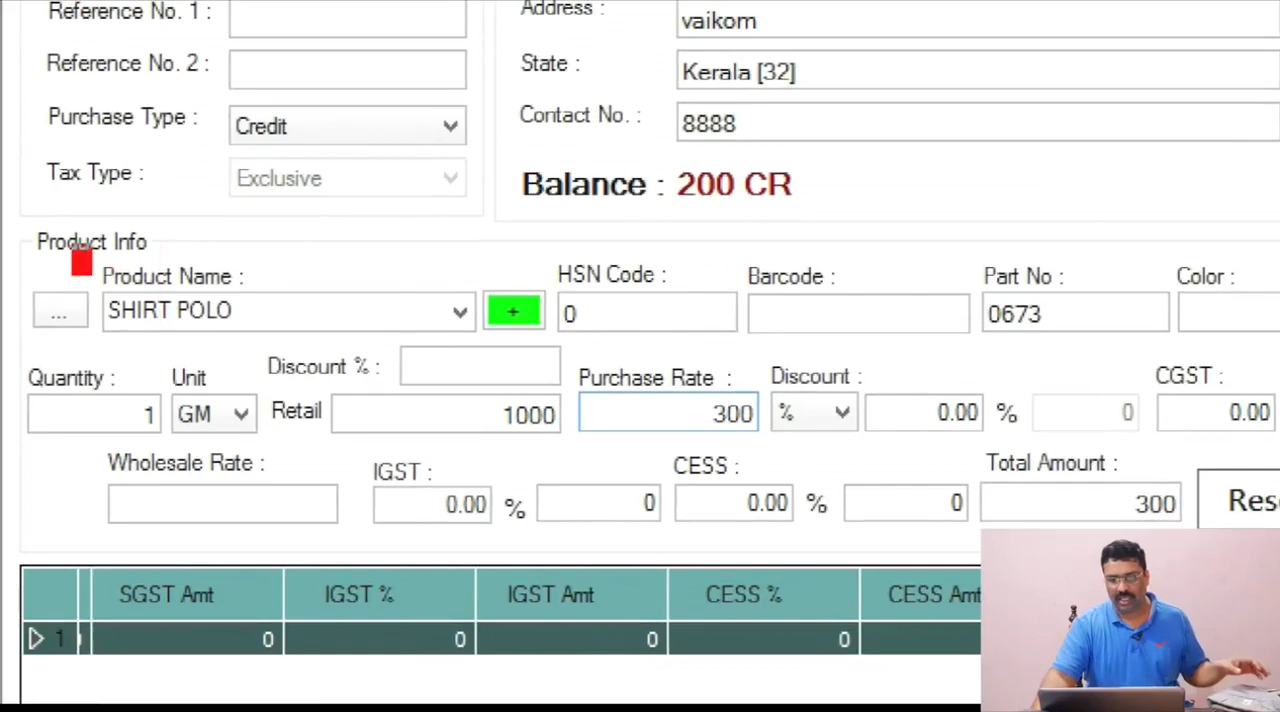 Reference No. 1 :
Address :
vaikom
Reference No. 2 :
State :
Kerala [32]
Purchase Type :
Credit
Contact No. :
8888
Tax Type :
Exclusive
Balance : 200 CR
Product Info
Product Name :
HSN Code :
Barcode :
Part No :
Color :
...
SHIRT POLO
+
0
0673
Quantity :
Unit
Discount % :
Purchase Rate :
Discount :
CGST :
1
GM
Retail
1000
300
%
0.00
%
0
0.00
Wholesale Rate :
IGST :
CESS :
Total Amount :
0.00
%
0
0.00
%
0
300
SGST Amt
IGST %
IGST Amt
CESS %
CESS Amt
1
0
0
0
0